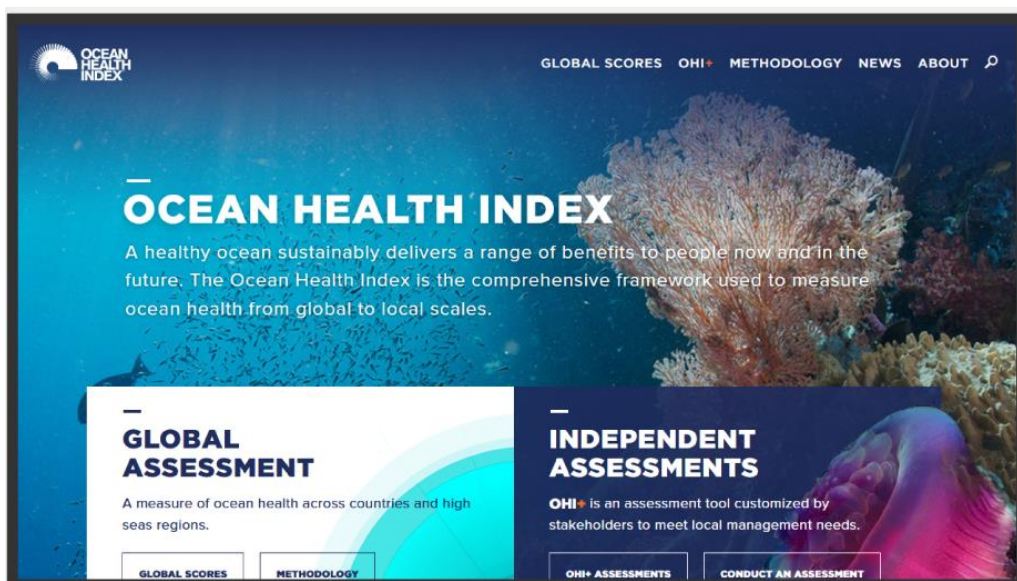 OCEAN
HEALTH
INDEX
GLOBAL SCORES OHI+ METHODOLOGY NEWS ABOUT
OCEAN HEALTH INDEX
A healthy ocean sustainably delivers a range of benefits to people now and in the
future. The Ocean Health Index is the comprehensive framework used to measure
ocean health from global to local scales.
GLOBAL
ASSESSMENT
A measure of ocean health across countries and high
seas regions.
GLOBAL SCORES METHODOLOGY
INDEPENDENT
ASSESSMENTS
OHI+ is an assessment tool customized by
stakeholders to meet local management needs.
OHI+ ASSESSMENTS CONDUCT AN ASSESSMENT